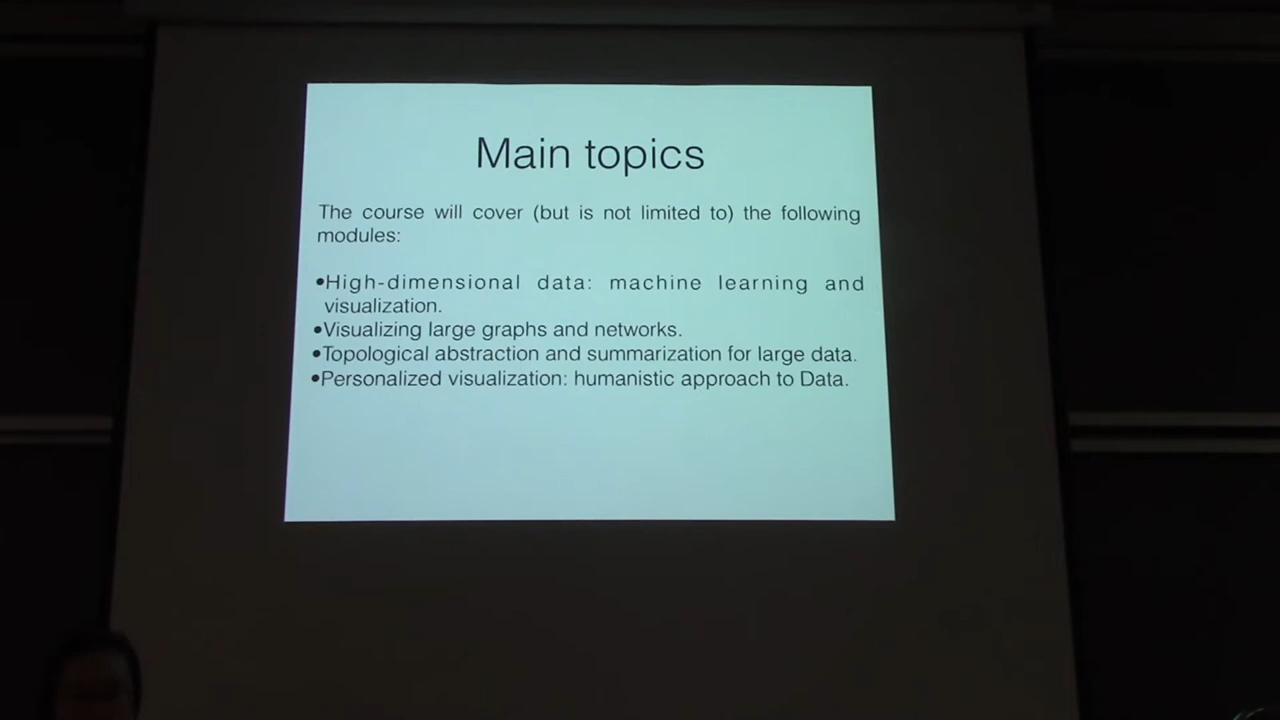 Main topics
The course will cover (but is not limited to) the following
modules:
•High-dimensional data: machine learning and
visualization.
•Visualizing large graphs and networks.
•Topological abstraction and summarization for large data.
•Personalized visualization: humanistic approach to Data.